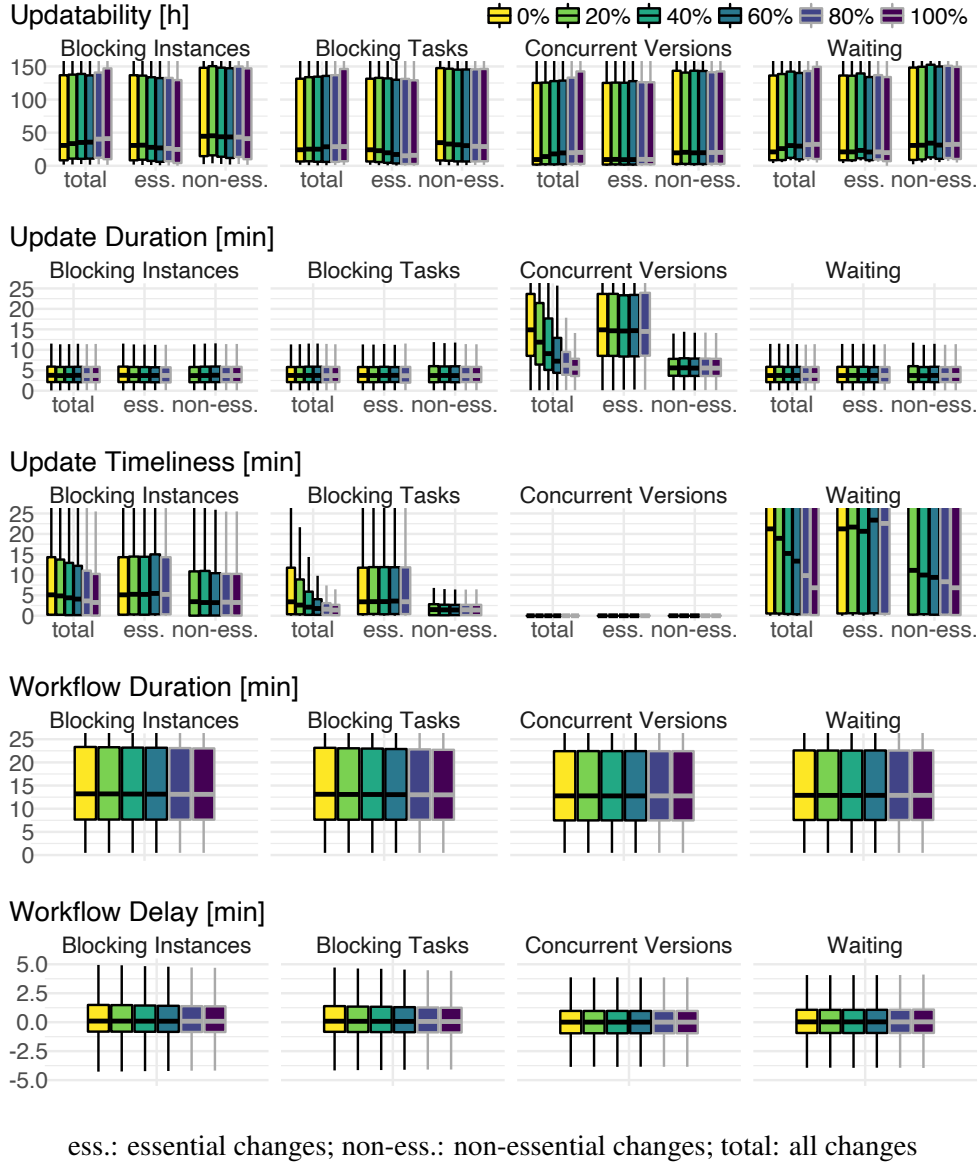 Updatability [h]
0% 20% 40% 60% 80% 100%
Blocking Instances Blocking Tasks Concurrent Versions Waiting
150
100
50
0
total ess. non-ess. total ess. non-ess. total ess. non-ess. total ess. non-ess.
Update Duration [min]
Blocking Instances Blocking Tasks Concurrent Versions Waiting
25
20
15
10
5
0
total ess. non-ess. total ess. non-ess. total ess. non-ess. total ess. non-ess.
Update Timeliness [min]
Blocking Instances Blocking Tasks Concurrent Versions Waiting
25
20
15
10
5
0
total ess. non-ess. total ess. non-ess. total ess. non-ess. total ess. non-ess.
Workflow Duration [min]
Blocking Instances Blocking Tasks Concurrent Versions Waiting
25
20
15
10
5
0
Workflow Delay [min]
Blocking Instances Blocking Tasks Concurrent Versions Waiting
5.0
2.5
0.0
-2.5
-5.0
ess.: essential changes; non-ess.: non-essential changes; total: all changes